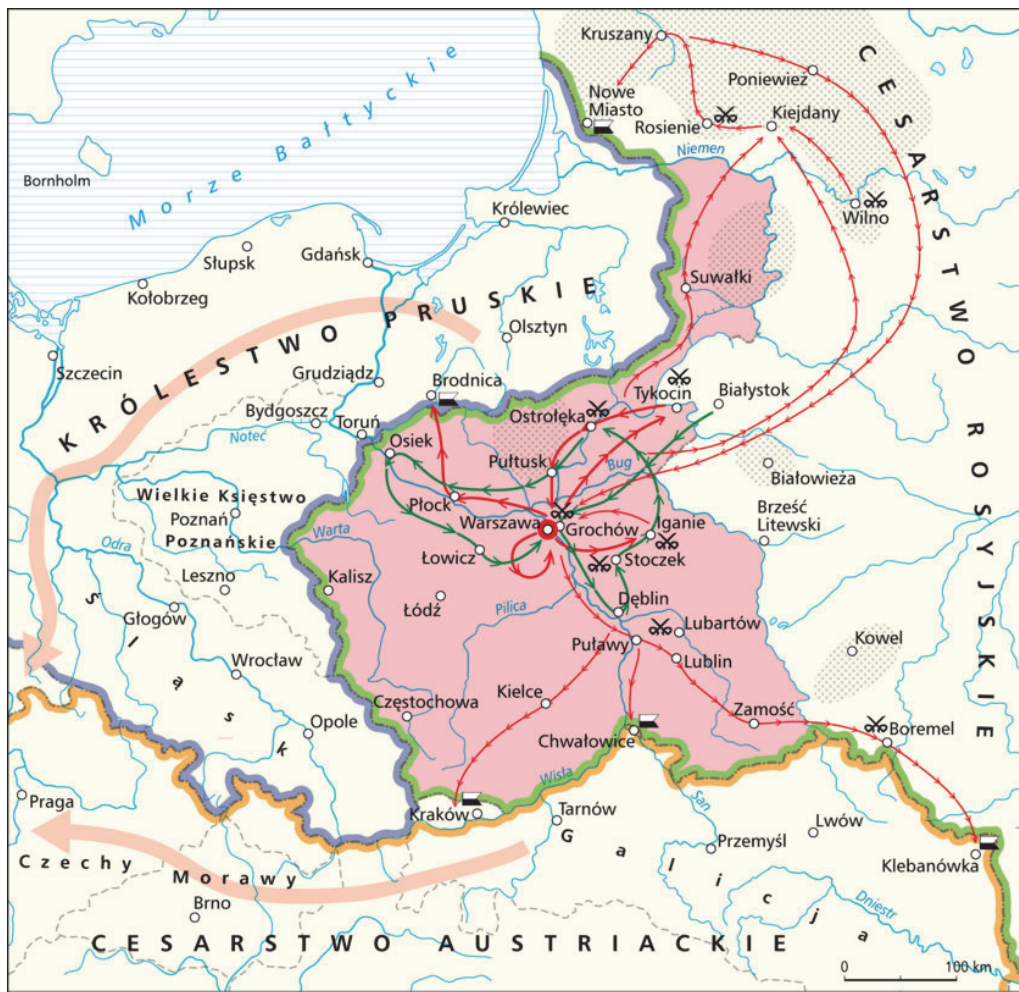 Kruszany
Poniewież
Nowe
Miasto
Rosienie
Kiejdany
CESARSTWO ROSYJSKIE
Morze Bałtyckie
Bornholm
Niemen
Wilno
Królewiec
Słupsk
Gdańsk
Kołobrzeg
Suwałki
KRÓLESTWO PRUSKIE
Olsztyn
Szczecin
Grudziądz
Brodnica
Tykocin
Białystok
Bydgoszcz
Toruń
Ostrołęka
Noteć
Osiek
Pułtusk
Bug
Białowieża
Wielkie Księstwo
Poznań
Poznańskie
Płock
Warszawa
Grochów
Iganie
Brześć
Litewski
Odra
Warta
Łowicz
Stoczek
Leszno
Kalisz
Łódź
Pilica
Dęblin
Głogów
Śląsk
Lubartów
Puławy
Kowel
Wrocław
Lublin
Kielce
Częstochowa
Zamość
Opole
Chwałowice
Boremel
Wisła
Praga
Kraków
Tarnów
San
Lwów
Galicja
Przemyśl
Klebanówka
Czechy
Morawy
Dniestr
Brno
CESARSTWO AUSTRIACKIE
0 100 km